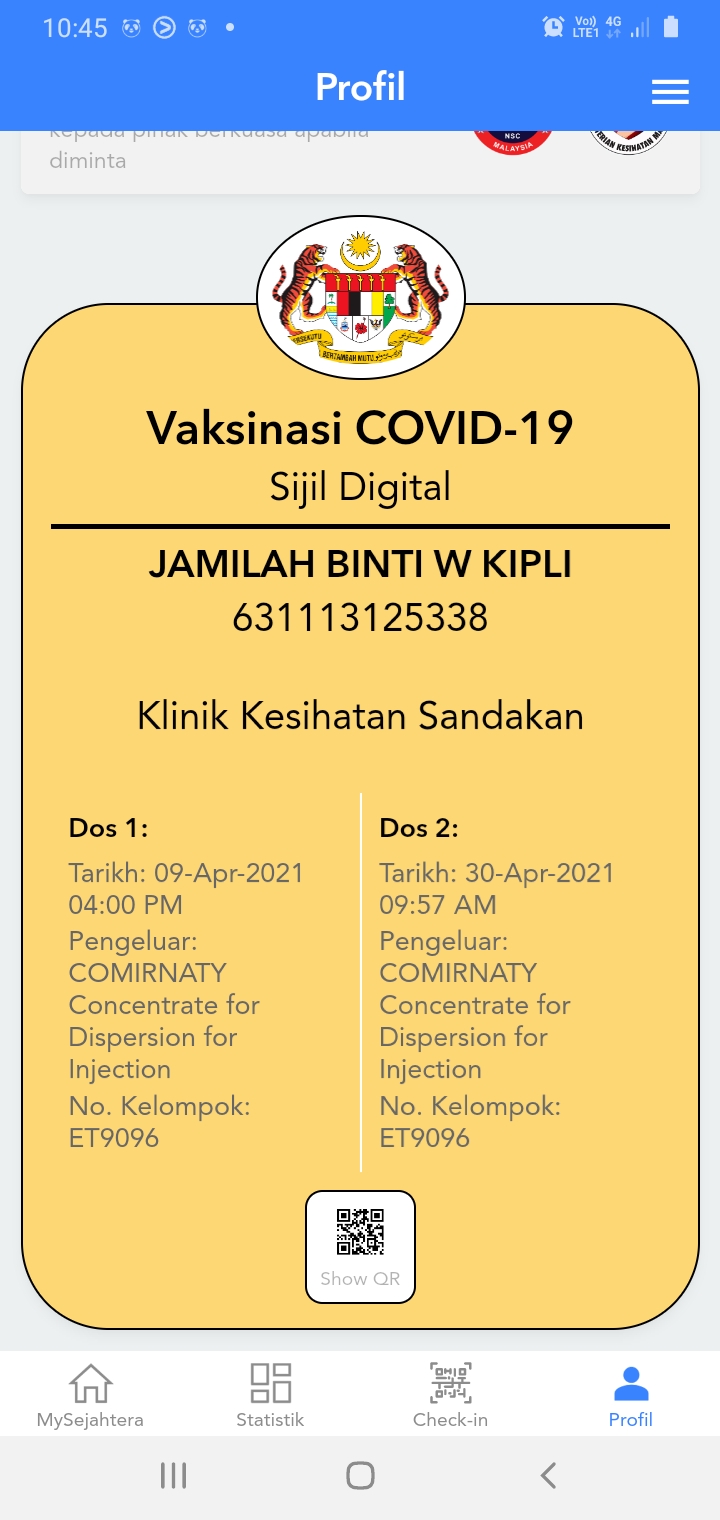 10:45
Vo)) 4G
LTE1
Profil
kepada pihak berkuasa apabila
diminta
NSC
MALAYSIA
KESIHATAN
BERTAMBAH MUTU
Vaksinasi COVID-19
Sijil Digital
JAMILAH BINTI W KIPLI
631113125338
Klinik Kesihatan Sandakan
Dos 1:
Tarikh: 09-Apr-2021
04:00 PM
Pengeluar:
COMIRNATY
Concentrate for
Dispersion for
Injection
No. Kelompok:
ET9096
Dos 2:
Tarikh: 30-Apr-2021
09:57 AM
Pengeluar:
COMIRNATY
Concentrate for
Dispersion for
Injection
No. Kelompok:
ET9096
Show QR
MySejahtera
Statistik
Check-in
Profil